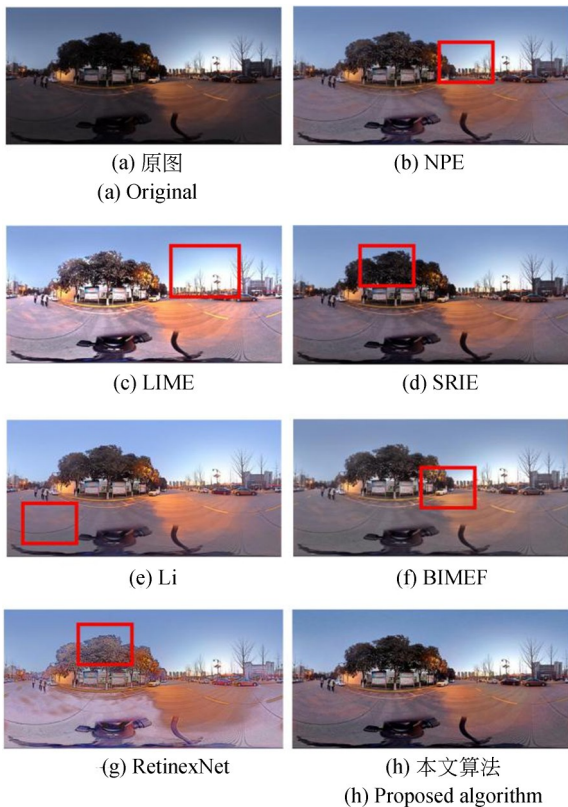 (a) 原图
(a) Original
(b) NPE
(c) LIME
(d) SRIE
(e) Li
(f) BIMEF
(g) RetinexNet
(h) 本文算法
(h) Proposed algorithm